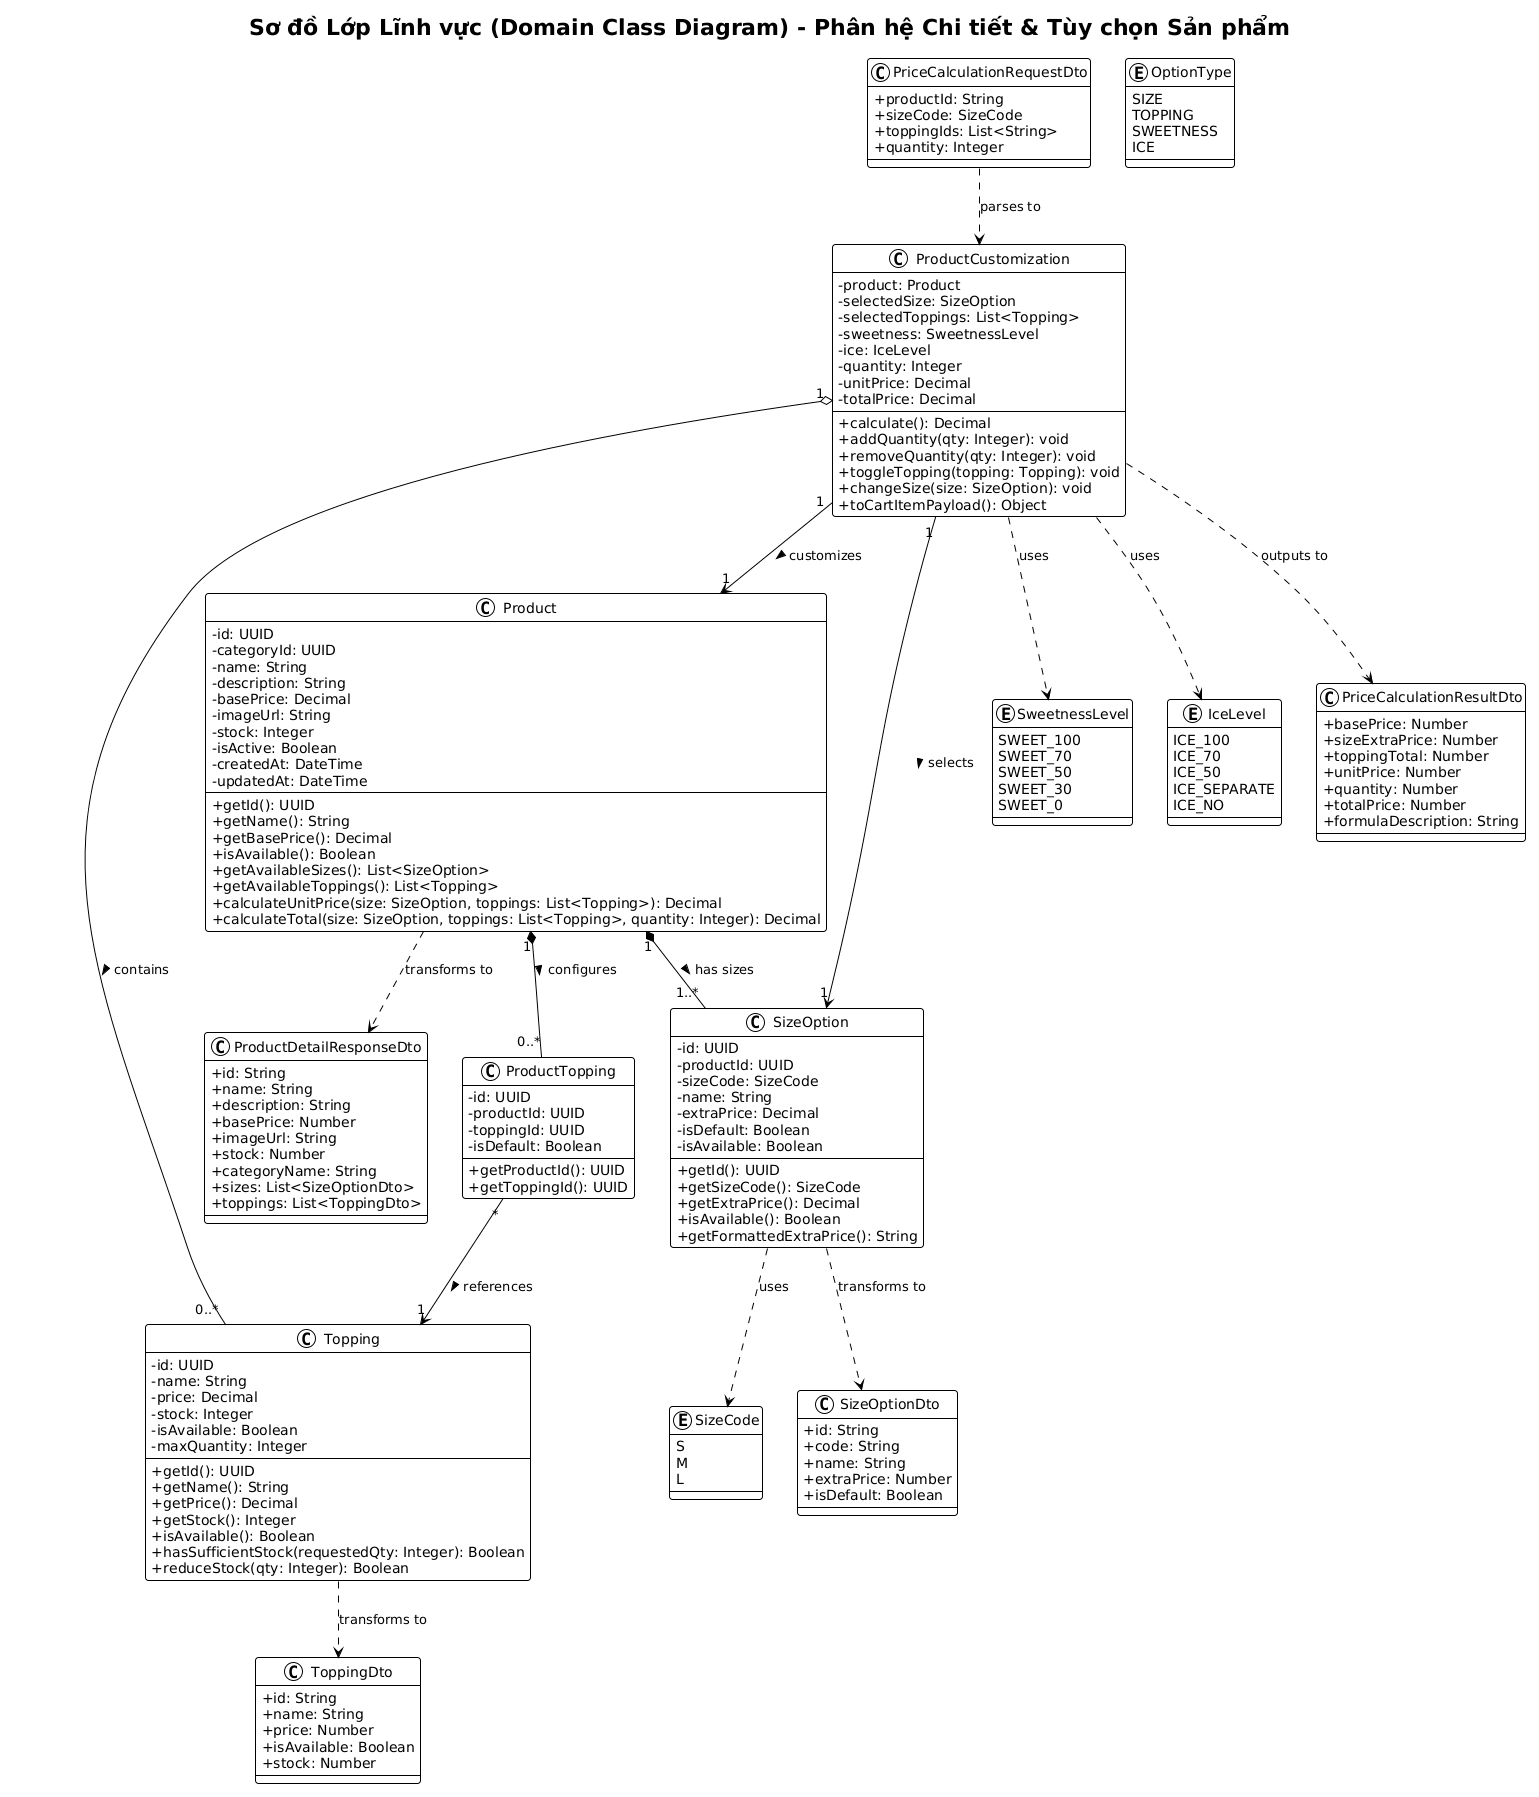 Sơ đồ Lớp Lĩnh vực (Domain Class Diagram) - Phân hệ Chi tiết & Tùy chọn Sản phẩm
C PriceCalculationRequestDto
+productId: String
+sizeCode: SizeCode
+toppingIds: List<String>
+quantity: Integer
E OptionType
SIZE
TOPPING
SWEETNESS
ICE
parses to
C ProductCustomization
-product: Product
-selectedSize: SizeOption
-selectedToppings: List<Topping>
-sweetness: SweetnessLevel
-ice: IceLevel
-quantity: Integer
-unitPrice: Decimal
-totalPrice: Decimal
+calculate(): Decimal
+addQuantity(qty: Integer): void
+removeQuantity(qty: Integer): void
+toggleTopping(topping: Topping): void
+changeSize(size: SizeOption): void
+toCartItemPayload(): Object
1
1
1
customizes
1
uses
uses
outputs to
C Product
-id: UUID
-categoryId: UUID
-name: String
-description: String
-basePrice: Decimal
-imageUrl: String
-stock: Integer
-isActive: Boolean
-createdAt: DateTime
-updatedAt: DateTime
+getId(): UUID
+getName(): String
+getBasePrice(): Decimal
+isAvailable(): Boolean
+getAvailableSizes(): List<SizeOption>
+getAvailableToppings(): List<Topping>
+calculateUnitPrice(size: SizeOption, toppings: List<Topping>): Decimal
+calculateTotal(size: SizeOption, toppings: List<Topping>, quantity: Integer): Decimal
selects
E SweetnessLevel
SWEET_100
SWEET_70
SWEET_50
SWEET_30
SWEET_0
E IceLevel
ICE_100
ICE_70
ICE_50
ICE_SEPARATE
ICE_NO
C PriceCalculationResultDto
+basePrice: Number
+sizeExtraPrice: Number
+toppingTotal: Number
+unitPrice: Number
+quantity: Number
+totalPrice: Number
+formulaDescription: String
contains
transforms to
1
configures
0..*
1
has sizes
1..*
1
C ProductDetailResponseDto
+id: String
+name: String
+description: String
+basePrice: Number
+imageUrl: String
+stock: Number
+categoryName: String
+sizes: List<SizeOptionDto>
+toppings: List<ToppingDto>
C ProductTopping
-id: UUID
-productId: UUID
-toppingId: UUID
-isDefault: Boolean
+getProductId(): UUID
+getToppingId(): UUID
C SizeOption
-id: UUID
-productId: UUID
-sizeCode: SizeCode
-name: String
-extraPrice: Decimal
-isDefault: Boolean
-isAvailable: Boolean
+getId(): UUID
+getSizeCode(): SizeCode
+getExtraPrice(): Decimal
+isAvailable(): Boolean
+getFormattedExtraPrice(): String
*
references
1
0..*
uses
transforms to
C Topping
-id: UUID
-name: String
-price: Decimal
-stock: Integer
-isAvailable: Boolean
-maxQuantity: Integer
+getId(): UUID
+getName(): String
+getPrice(): Decimal
+getStock(): Integer
+isAvailable(): Boolean
+hasSufficientStock(requestedQty: Integer): Boolean
+reduceStock(qty: Integer): Boolean
E SizeCode
S
M
L
C SizeOptionDto
+id: String
+code: String
+name: String
+extraPrice: Number
+isDefault: Boolean
transforms to
C ToppingDto
+id: String
+name: String
+price: Number
+isAvailable: Boolean
+stock: Number